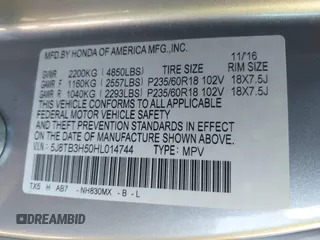 MFD. BY HONDA OF AMERICA MFG.,INC. 11/16
GVWR 2200KG (4850LBS) TIRE SIZE RIM SIZE
GAWR F 1160KG (2557LBS) P235/60R18 102V 18X7.5J
GAWR R 1040KG (2293LBS) P235/60R18 102V 18X7.5J
THIS VEHICLE CONFORMS TO ALL APPLICABLE FEDERAL MOTOR VEHICLE SAFETY AND THEFT PREVENTION STANDARDS IN EFFECT ON THE DATE OF MANUFACTURE SHOWN ABOVE.
V.I.N. 5J8TB3H50HL014744 TYPE: MPV
TX5 H AB7 - NH830MX - B - L
DRIVE AUTO AUCTIONS